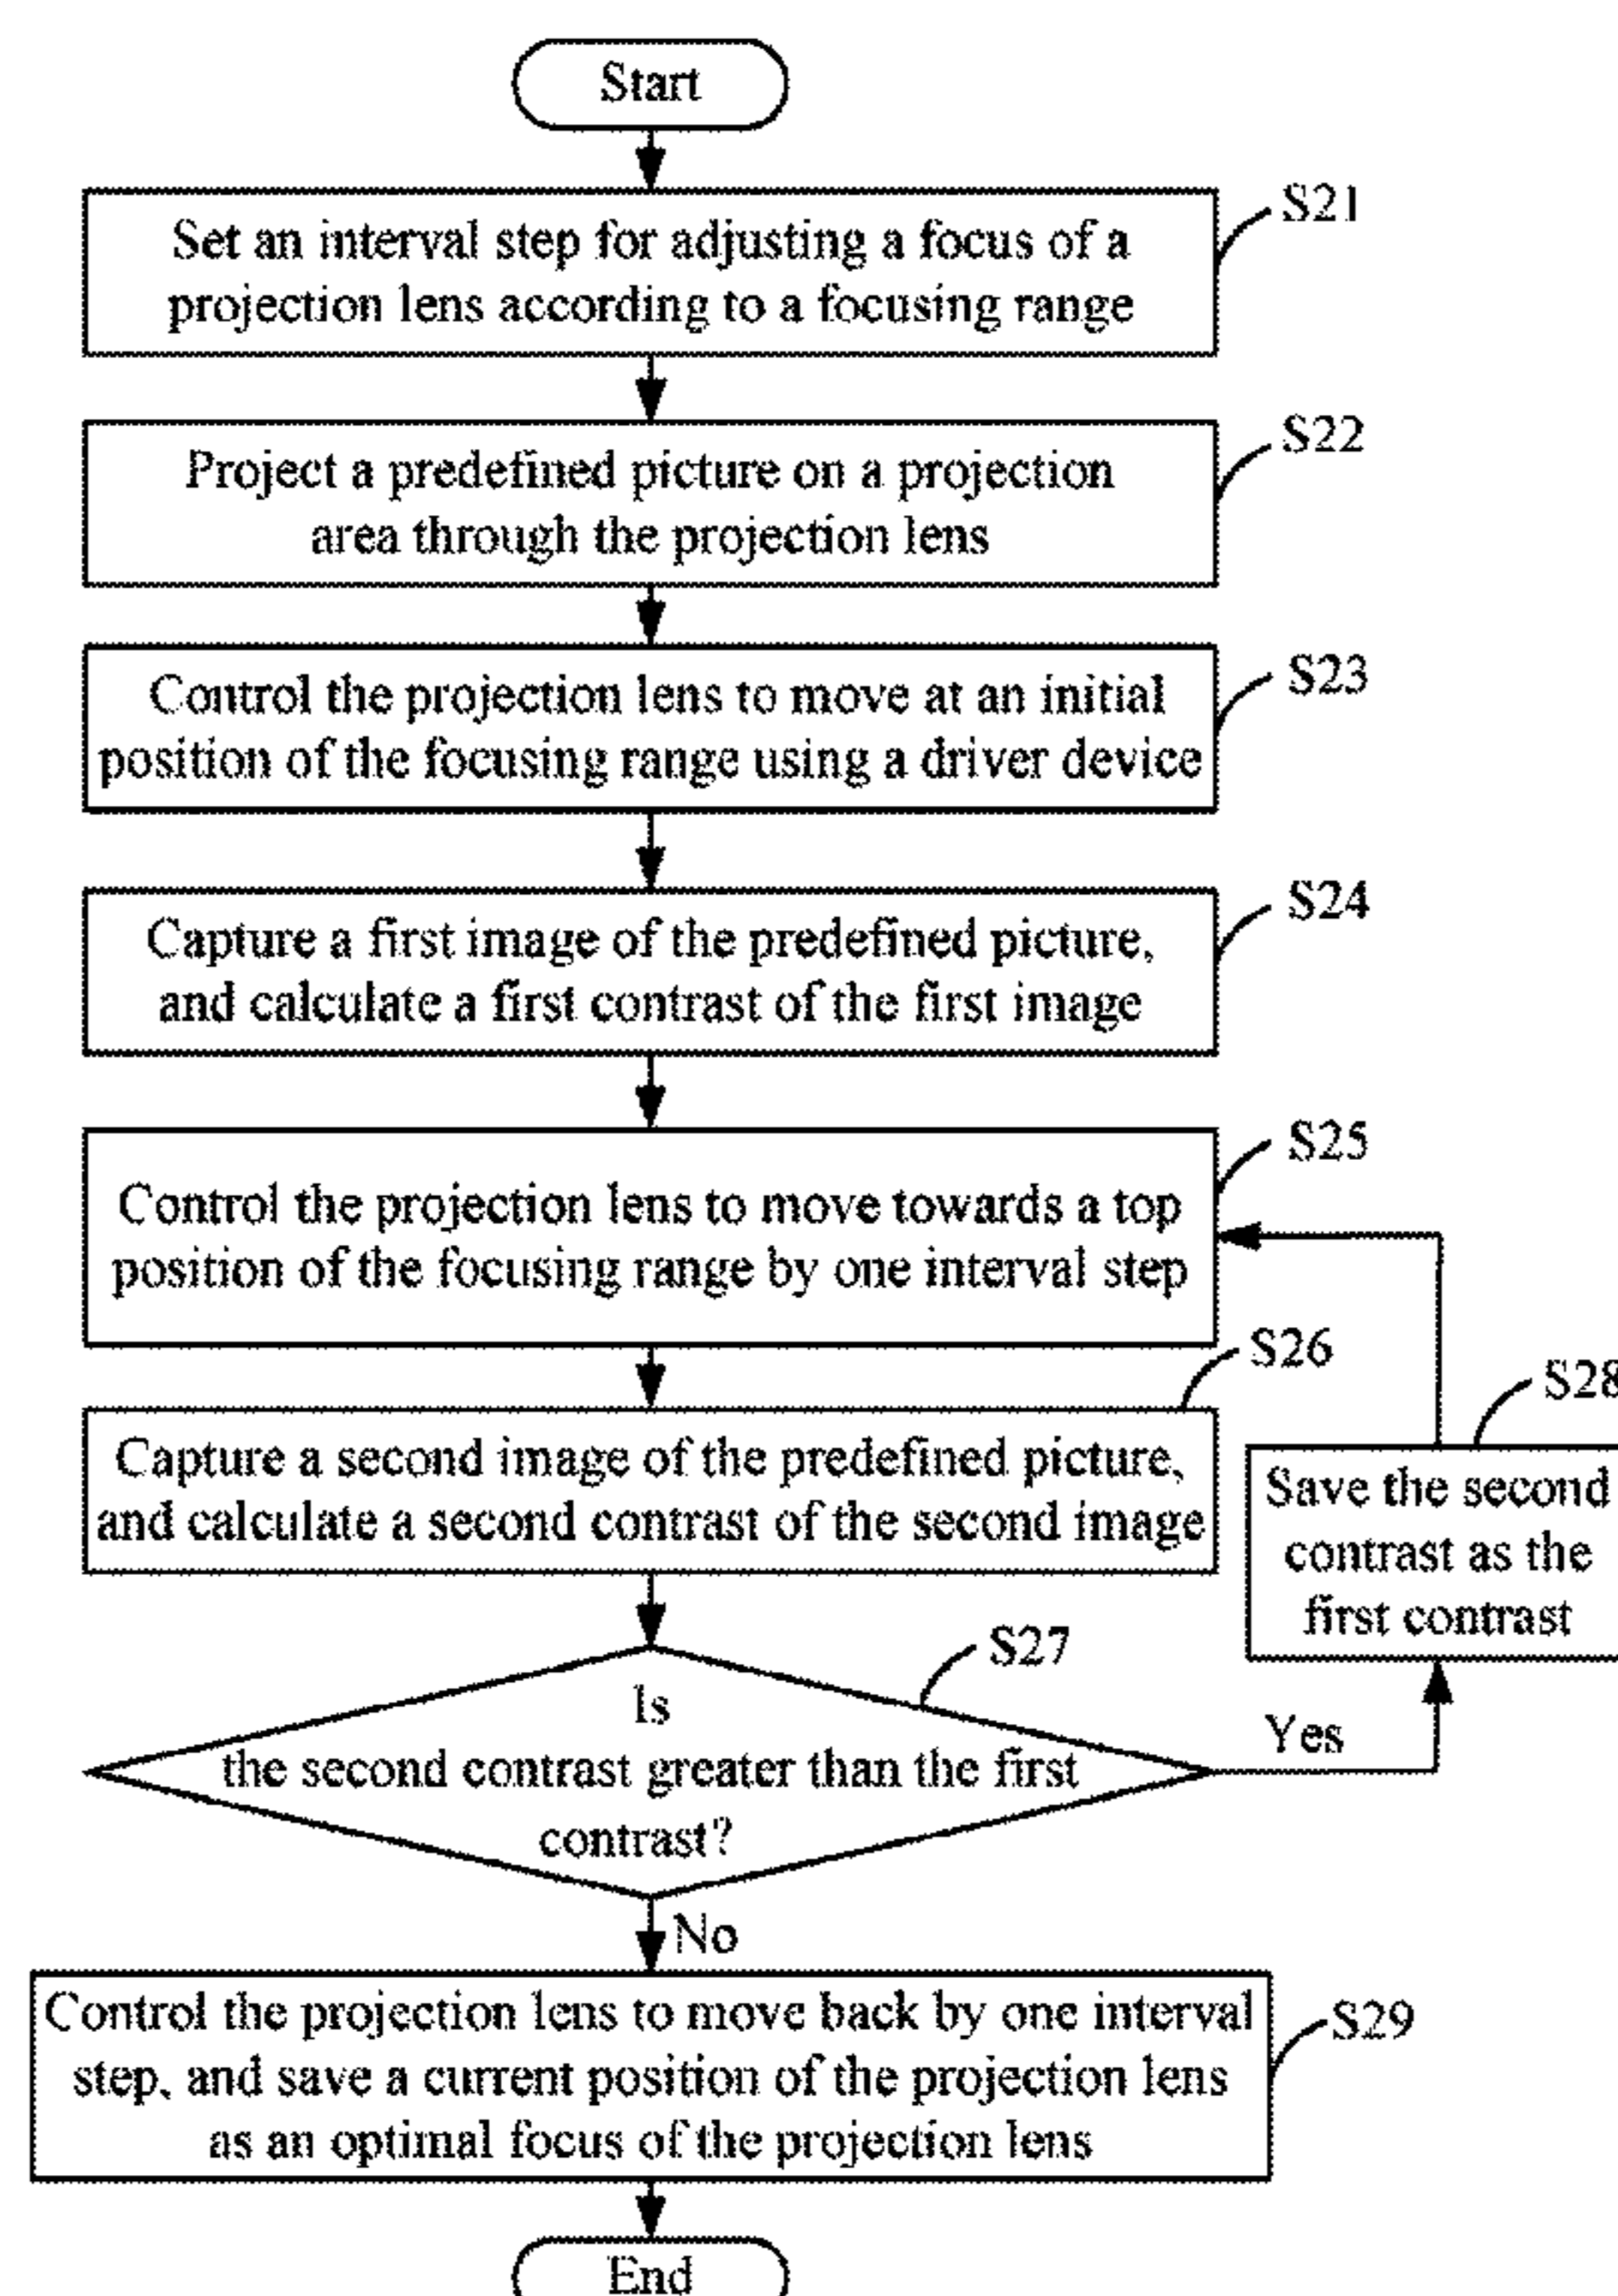 Start
S21
Set an interval step for adjusting a focus of a
projection lens according to a focusing range
S22
Project a predefined picture on a projection
area through the projection lens
S23
Control the projection lens to move at an initial
position of the focusing range using a driver device
S24
Capture a first image of the predefined picture,
and calculate a first contrast of the first image
S25
Control the projection lens to move towards a top
position of the focusing range by one interval step
S26
Capture a second image of the predefined picture,
and calculate a second contrast of the second image
S28
Save the second
contrast as the
first contrast
S27
Is
the second contrast greater than the first
contrast?
Yes
No
S29
Control the projection lens to move back by one interval
step, and save a current position of the projection lens
as an optimal focus of the projection lens
End